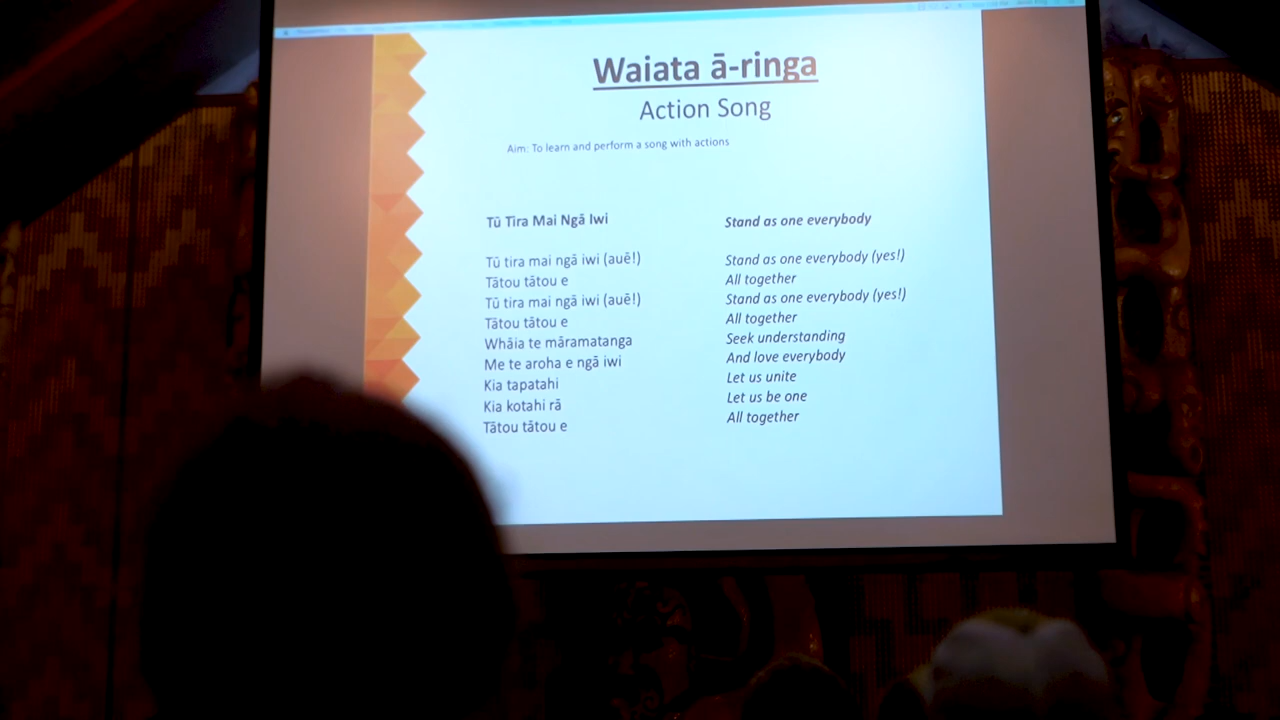 Waiata ā-ringa
Action Song
Aim: To learn and perform a song with actions
Tū Tira Mai Ngā Iwi
Tū tira mai ngā iwi (auē!)
Tātou tātou e
Tū tira mai ngā iwi (auē!)
Tātou tātou e
Whāia te māramatanga
Me te aroha e ngā iwi
Kia tapatahi
Kia kotahi rā
Tātou tātou e
Stand as one everybody
Stand as one everybody (yes!)
All together
Stand as one everybody (yes!)
All together
Seek understanding
And love everybody
Let us unite
Let us be one
All together